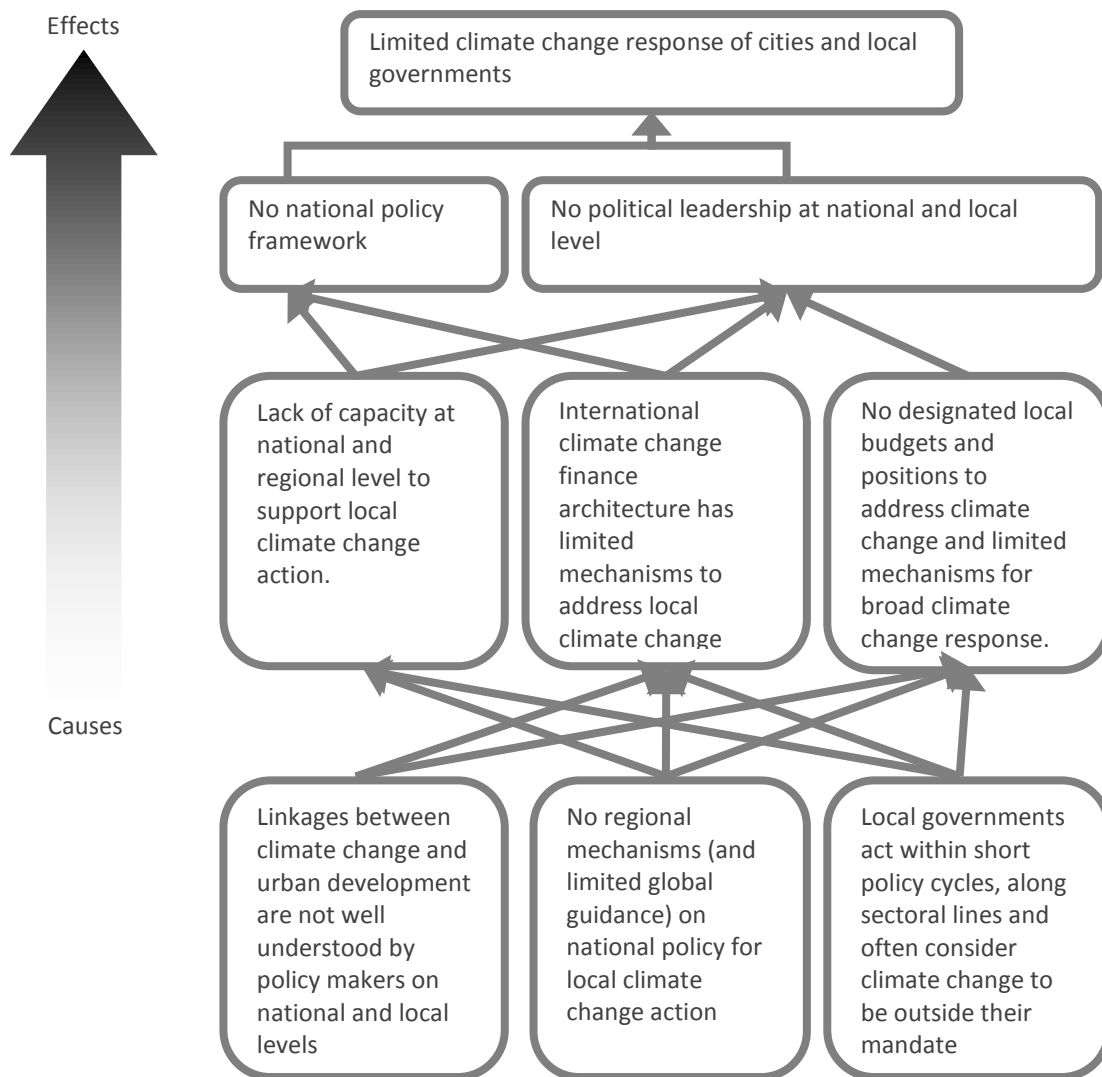 Effects
Limited climate change response of cities and local
governments
No national policy
framework
No political leadership at national and local
level
Lack of capacity at
national and
regional level to
support local
climate change
action.
International
climate change
finance
architecture has
limited
mechanisms to
address local
climate change
No designated local
budgets and
positions to
address climate
change and limited
mechanisms for
broad climate
change response.
Causes
Linkages between
climate change and
urban development
are not well
understood by
policy makers on
national and local
levels
No regional
mechanisms (and
limited global
guidance) on
national policy for
local climate
change action
Local governments
act within short
policy cycles, along
sectoral lines and
often consider
climate change to
be outside their
mandate